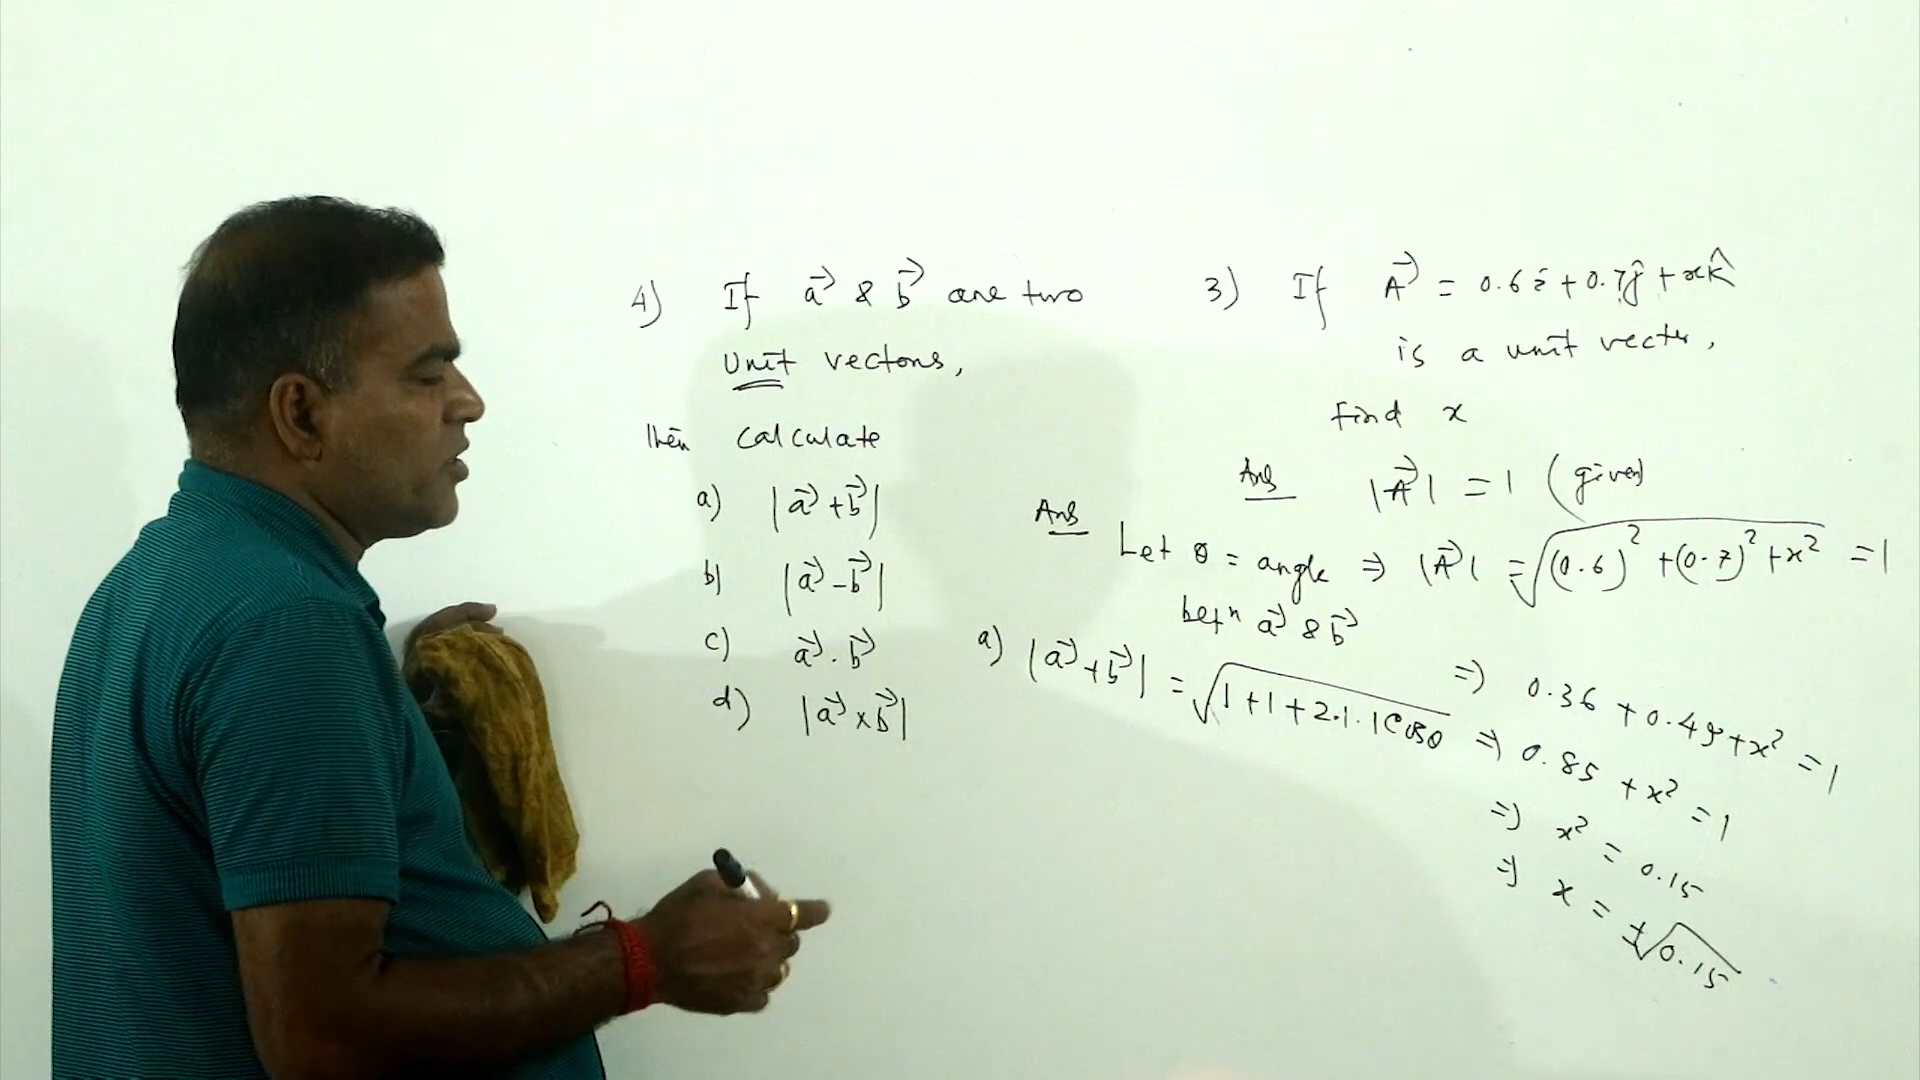 4) If a⃗ & b⃗ are two
unit vectors,
then calculate
a) |a⃗ + b⃗|
b) |a⃗ - b⃗|
c) a⃗ . b⃗
d) |a⃗ × b⃗|
3) If A⃗ = 0.6î + 0.7ĵ + xk̂
is a unit vector,
find x
Ans |A⃗| = 1 (given)
⇒ |A⃗| = √((0.6)² + (0.7)² + x²) = 1
⇒ 0.36 + 0.49 + x² = 1
⇒ 0.85 + x² = 1
⇒ x² = 0.15
⇒ x = ±√0.15
Ans Let θ = angle
betⁿ a⃗ & b⃗
a) |a⃗ + b⃗| = √(1+1+2.1.1cosθ)